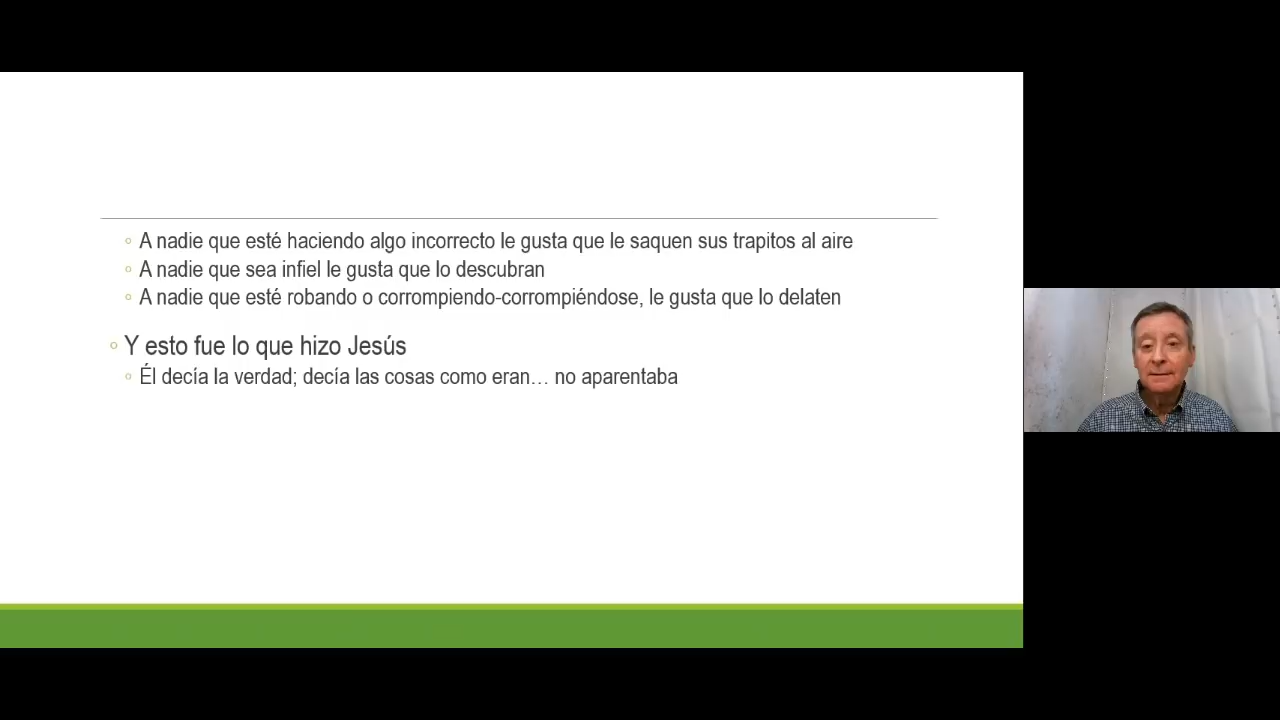 A nadie que esté haciendo algo incorrecto le gusta que le saquen sus trapitos al aire
A nadie que sea infiel le gusta que lo descubran
A nadie que esté robando o corrompiendo-corrompiéndose, le gusta que lo delaten
Y esto fue lo que hizo Jesús
Él decía la verdad; decía las cosas como eran… no aparentaba